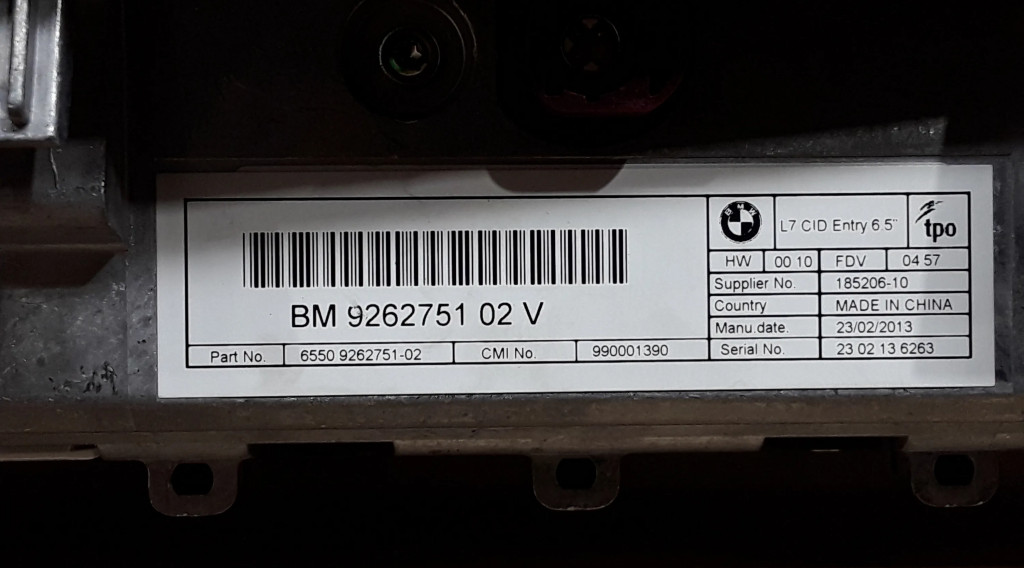 BMW
L7 CID Entry 6.5"
tpo
HW 00 10 FDV 04 57
Supplier No. 185206-10
Country MADE IN CHINA
Manu.date. 23/02/2013
Serial No. 23 02 13 6263
BM 9262751 02 V
Part No. 6550 9262751-02 CMI No. 990001390